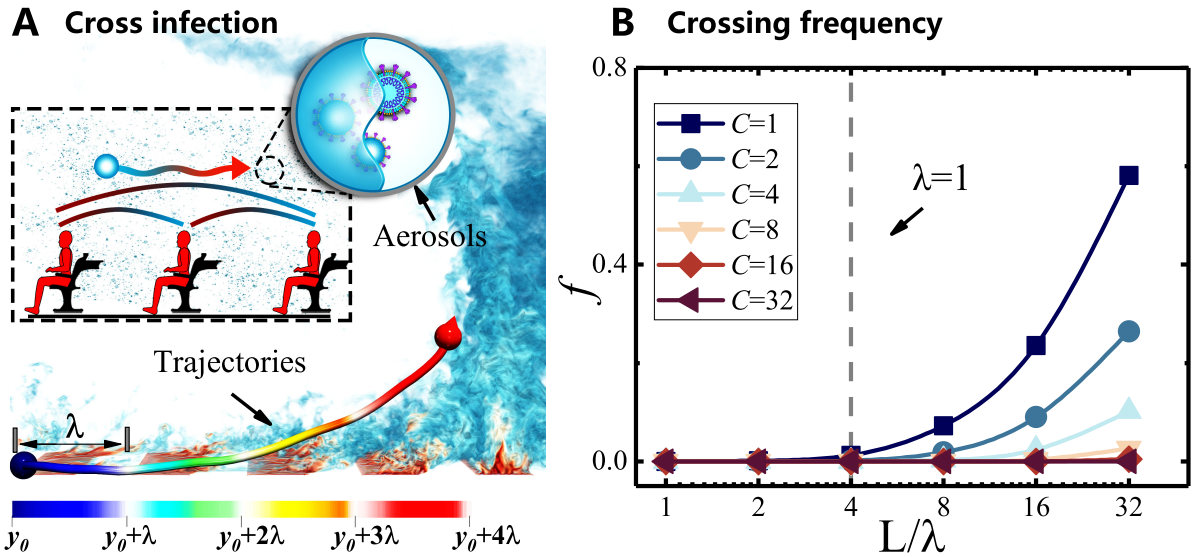 A Cross infection
Aerosols
Trajectories
λ
y₀ y₀+λ y₀+2λ y₀+3λ y₀+4λ
B Crossing frequency
0.8
0.4
0.0
f
C=1
C=2
C=4
C=8
C=16
C=32
λ=1
1 2 4 8 16 32
L/λ